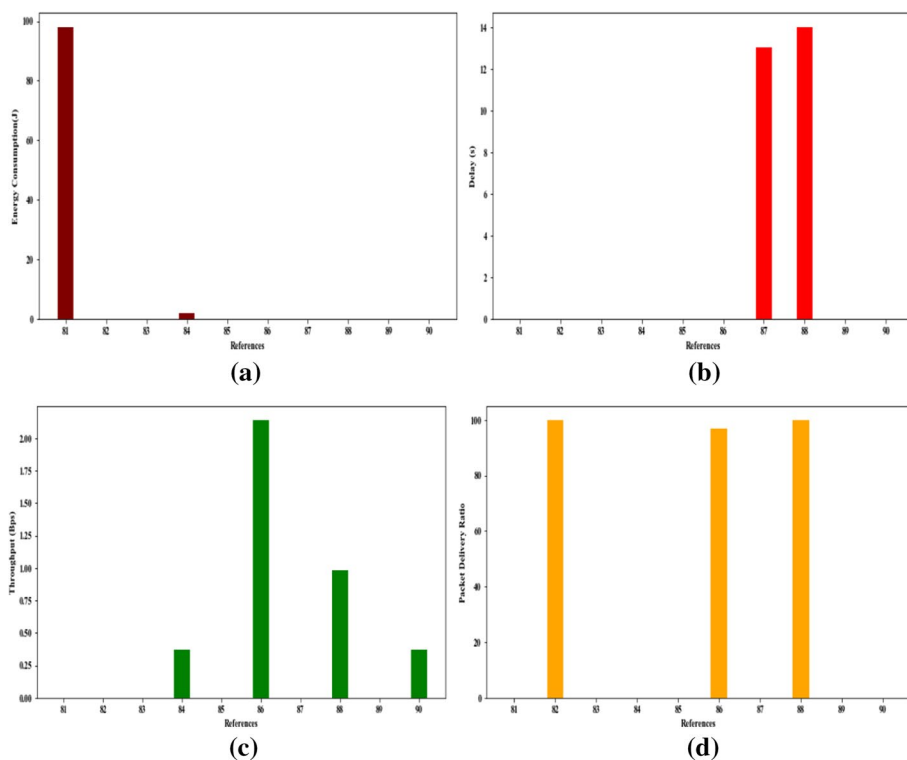 100
80
60
40
20
0
Energy Consumption(J)
81 82 83 84 85 86 87 88 89 90
References
(a)
14
12
10
8
6
4
2
0
Delay (s)
81 82 83 84 85 86 87 88 89 90
References
(b)
2.00
1.75
1.50
1.25
1.00
0.75
0.50
0.25
0.00
Throughput (Bps)
81 82 83 84 85 86 87 88 89 90
References
(c)
100
80
60
40
20
0
Packet Delivery Ratio
81 82 83 84 85 86 87 88 89 90
References
(d)